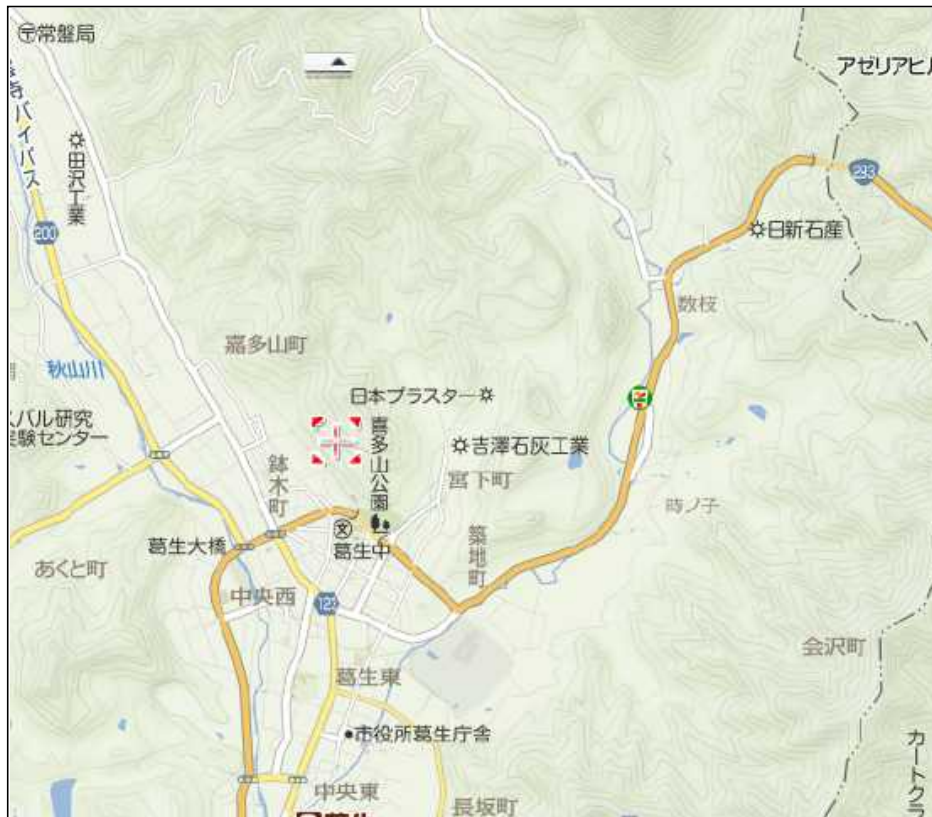 〒常盤局
アゼリアヒル
寺バイパス
田沢工業
293
200
日新石産
数枝
嘉多山町
秋山川
日本プラスター
バル研究
験センター
喜多山公園
吉澤石灰工業
鉢木町
宮下町
時ノ子
築地町
文
葛生大橋
葛生中
あくと町
中央西
123
会沢町
葛生東
市役所葛生庁舎
カートクラ
中央東
長坂町
葛生